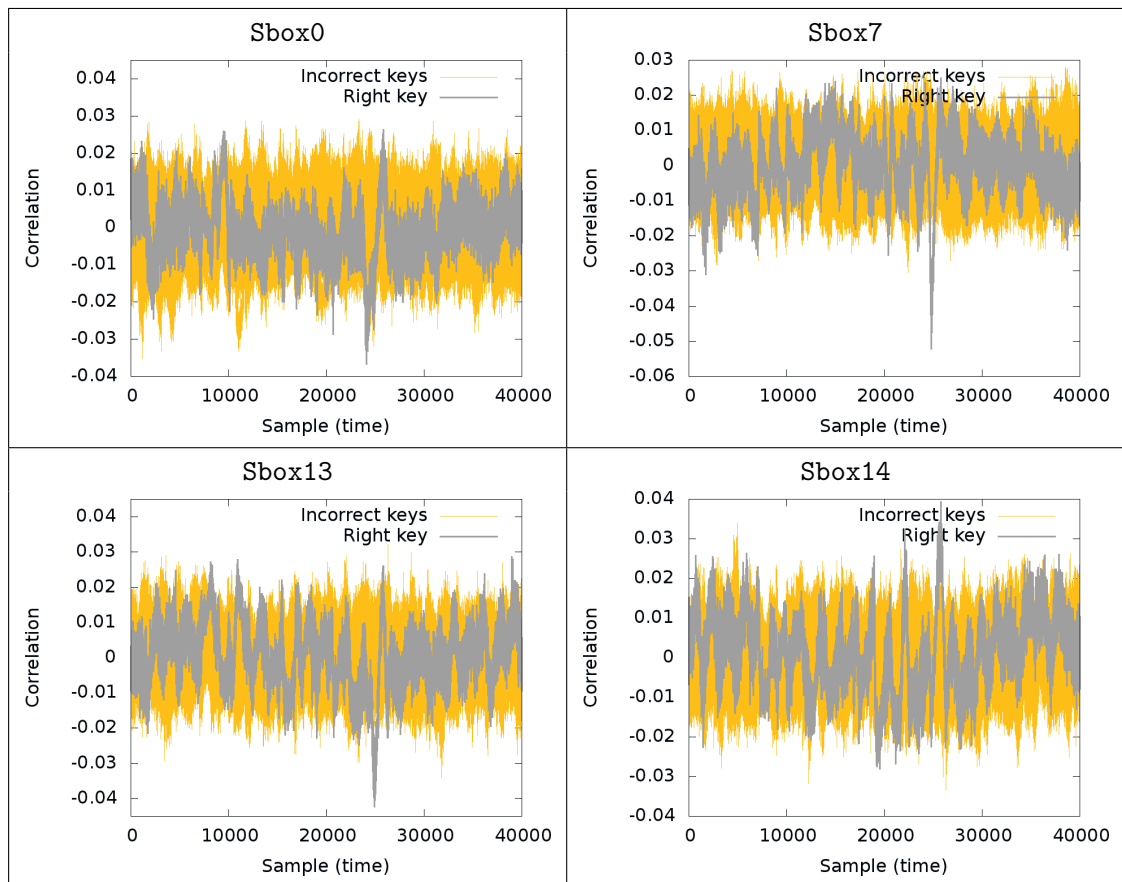 Sbox0
Incorrect keys
Right key
0.04
0.03
0.02
0.01
0
-0.01
-0.02
-0.03
-0.04
Correlation
0
10000
20000
30000
40000
Sample (time)
Sbox7
Incorrect keys
Right key
0.03
0.02
0.01
0
-0.01
-0.02
-0.03
-0.04
-0.05
-0.06
Correlation
0
10000
20000
30000
40000
Sample (time)
Sbox13
Incorrect keys
Right key
0.04
0.03
0.02
0.01
0
-0.01
-0.02
-0.03
-0.04
Correlation
0
10000
20000
30000
40000
Sample (time)
Sbox14
Incorrect keys
Right key
0.04
0.03
0.02
0.01
0
-0.01
-0.02
-0.03
-0.04
Correlation
0
10000
20000
30000
40000
Sample (time)